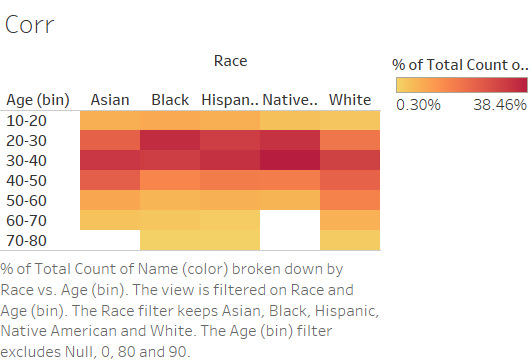 Corr
Race
% of Total Count o..
Age (bin) Asian Black Hispan.. Native.. White
0.30% 38.46%
10-20
20-30
30-40
40-50
50-60
60-70
70-80
% of Total Count of Name (color) broken down by
Race vs. Age (bin). The view is filtered on Race and
Age (bin). The Race filter keeps Asian, Black, Hispanic,
Native American and White. The Age (bin) filter
excludes Null, 0, 80 and 90.